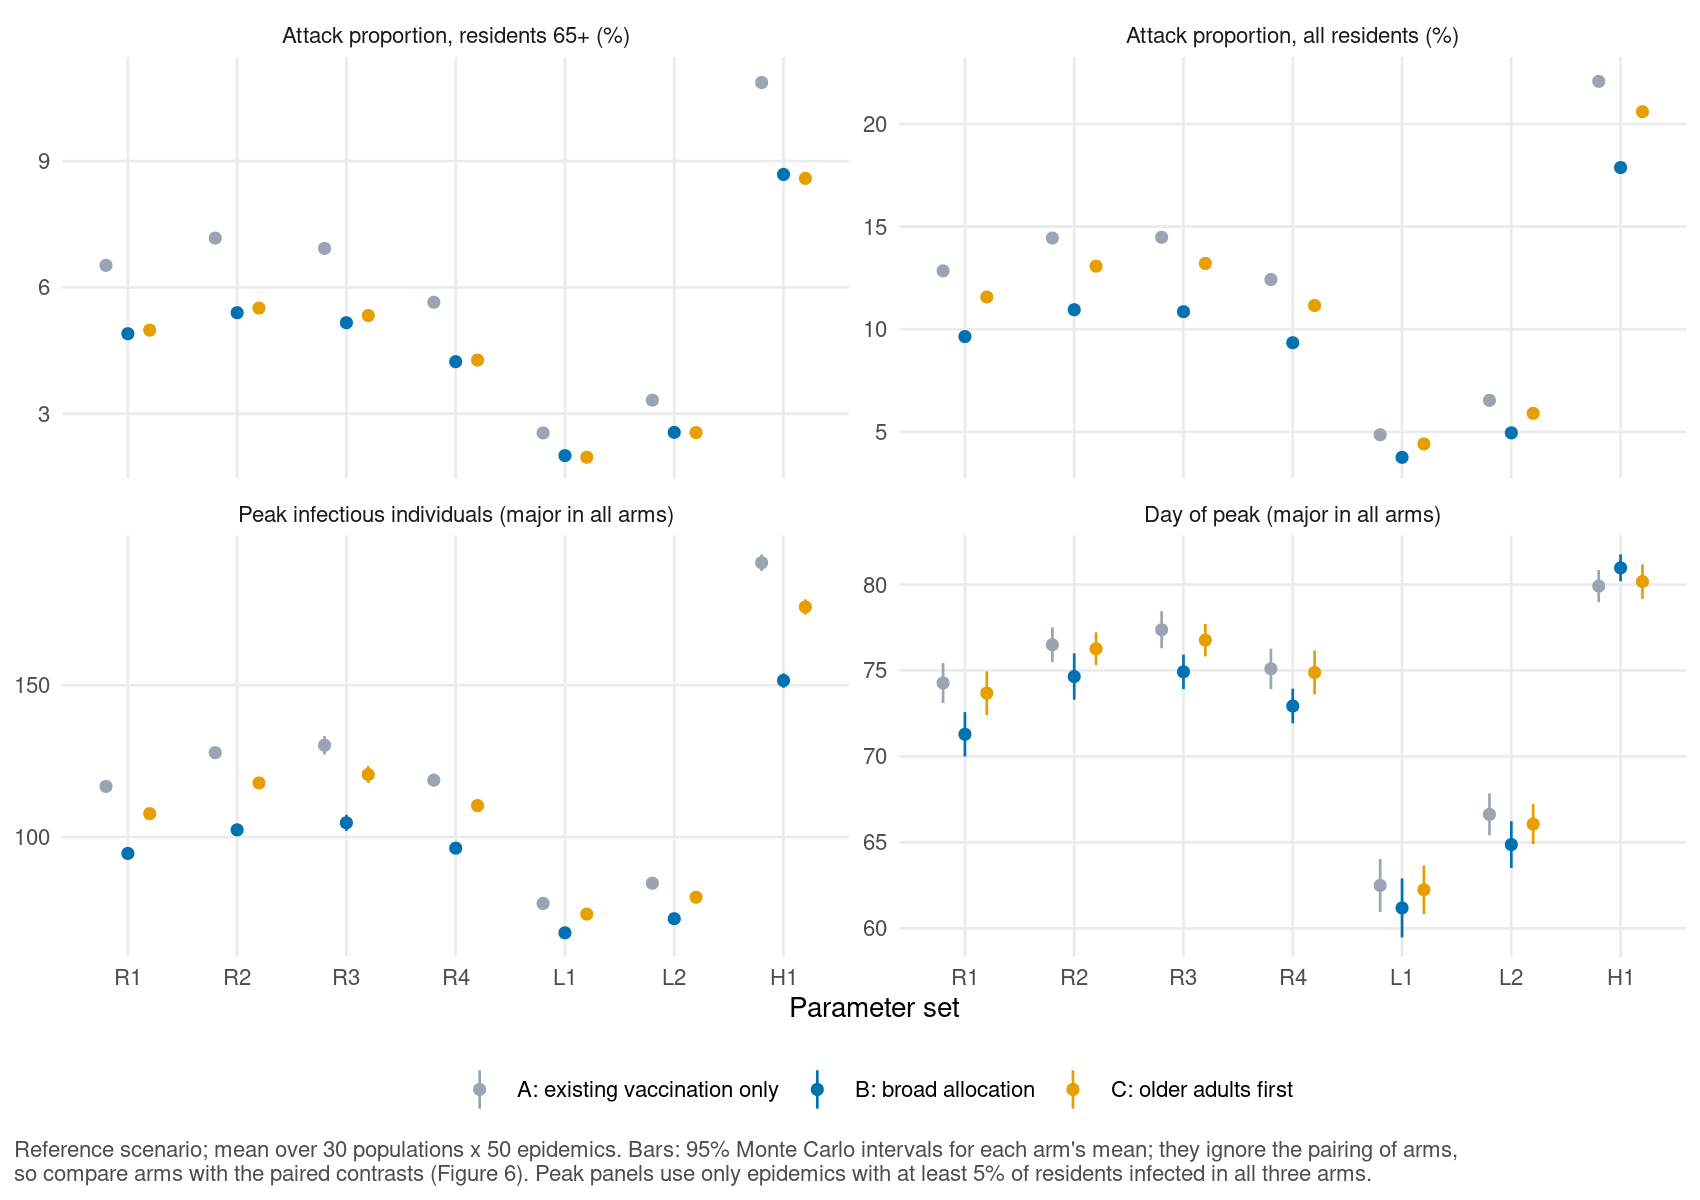 Attack proportion, residents 65+ (%)
Attack proportion, all residents (%)
9
6
3
20
15
10
5
Peak infectious individuals (major in all arms)
Day of peak (major in all arms)
150
100
80
75
70
65
60
R1 R2 R3 R4 L1 L2 H1
R1 R2 R3 R4 L1 L2 H1
Parameter set
A: existing vaccination only B: broad allocation C: older adults first
Reference scenario; mean over 30 populations x 50 epidemics. Bars: 95% Monte Carlo intervals for each arm's mean; they ignore the pairing of arms,
so compare arms with the paired contrasts (Figure 6). Peak panels use only epidemics with at least 5% of residents infected in all three arms.